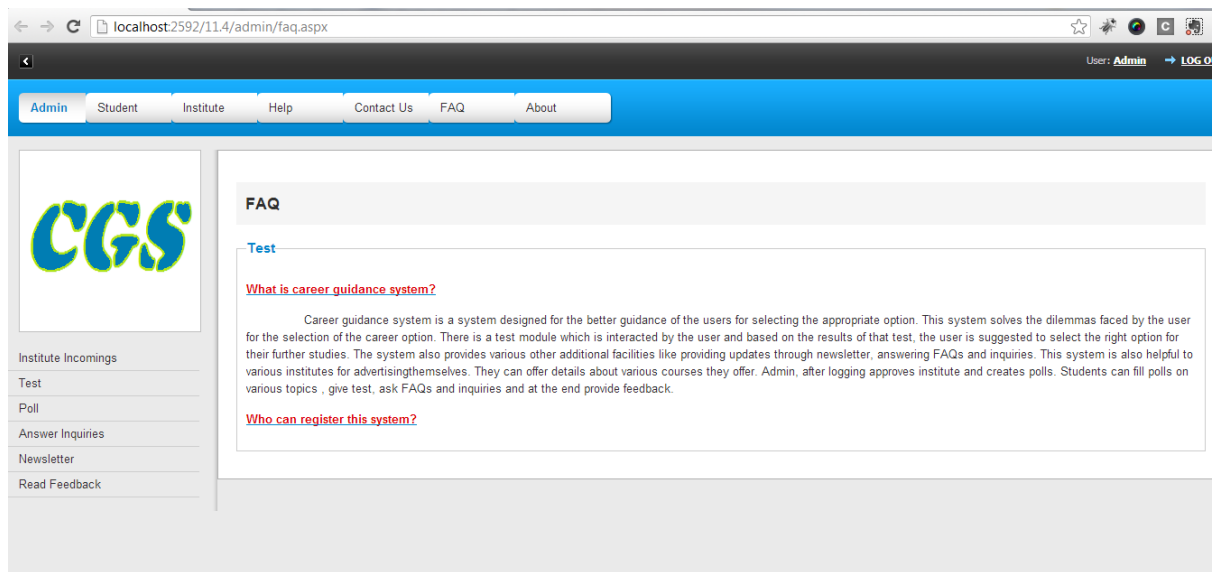 localhost:2592/11.4/admin/faq.aspx
C
User: Admin LOG O
Admin Student Institute Help Contact Us FAQ About
CGS
Institute Incomings
Test
Poll
Answer Inquiries
Newsletter
Read Feedback
FAQ
Test
What is career guidance system?
Career guidance system is a system designed for the better guidance of the users for selecting the appropriate option. This system solves the dilemmas faced by the user
for the selection of the career option. There is a test module which is interacted by the user and based on the results of that test, the user is suggested to select the right option for
their further studies. The system also provides various other additional facilities like providing updates through newsletter, answering FAQs and inquiries. This system is also helpful to
various institutes for advertisingthemselves. They can offer details about various courses they offer. Admin, after logging approves institute and creates polls. Students can fill polls on
various topics , give test, ask FAQs and inquiries and at the end provide feedback.
Who can register this system?